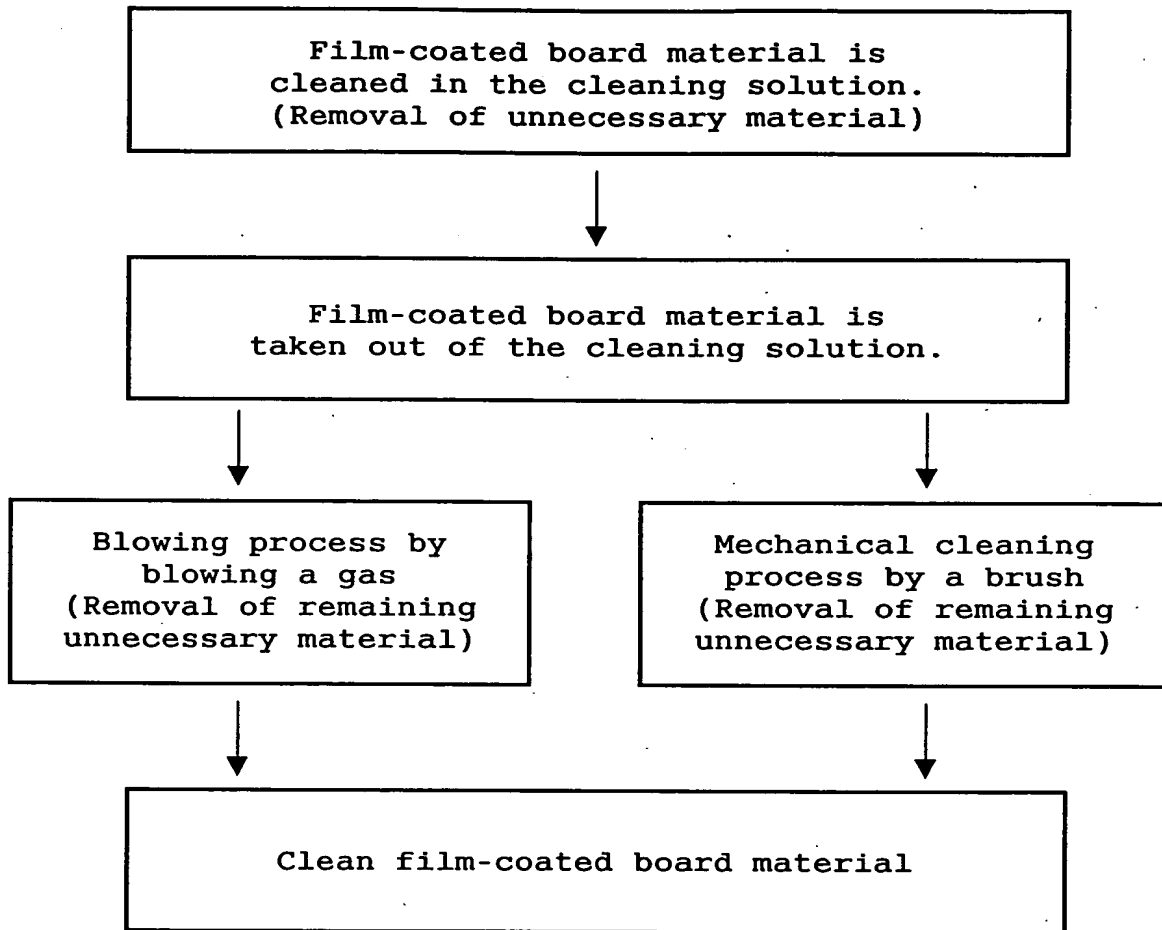 Film-coated board material is
cleaned in the cleaning solution.
(Removal of unnecessary material)
Film-coated board material is
taken out of the cleaning solution.
Blowing process by
blowing a gas
(Removal of remaining
unnecessary material)
Mechanical cleaning
process by a brush
(Removal of remaining
unnecessary material)
Clean film-coated board material